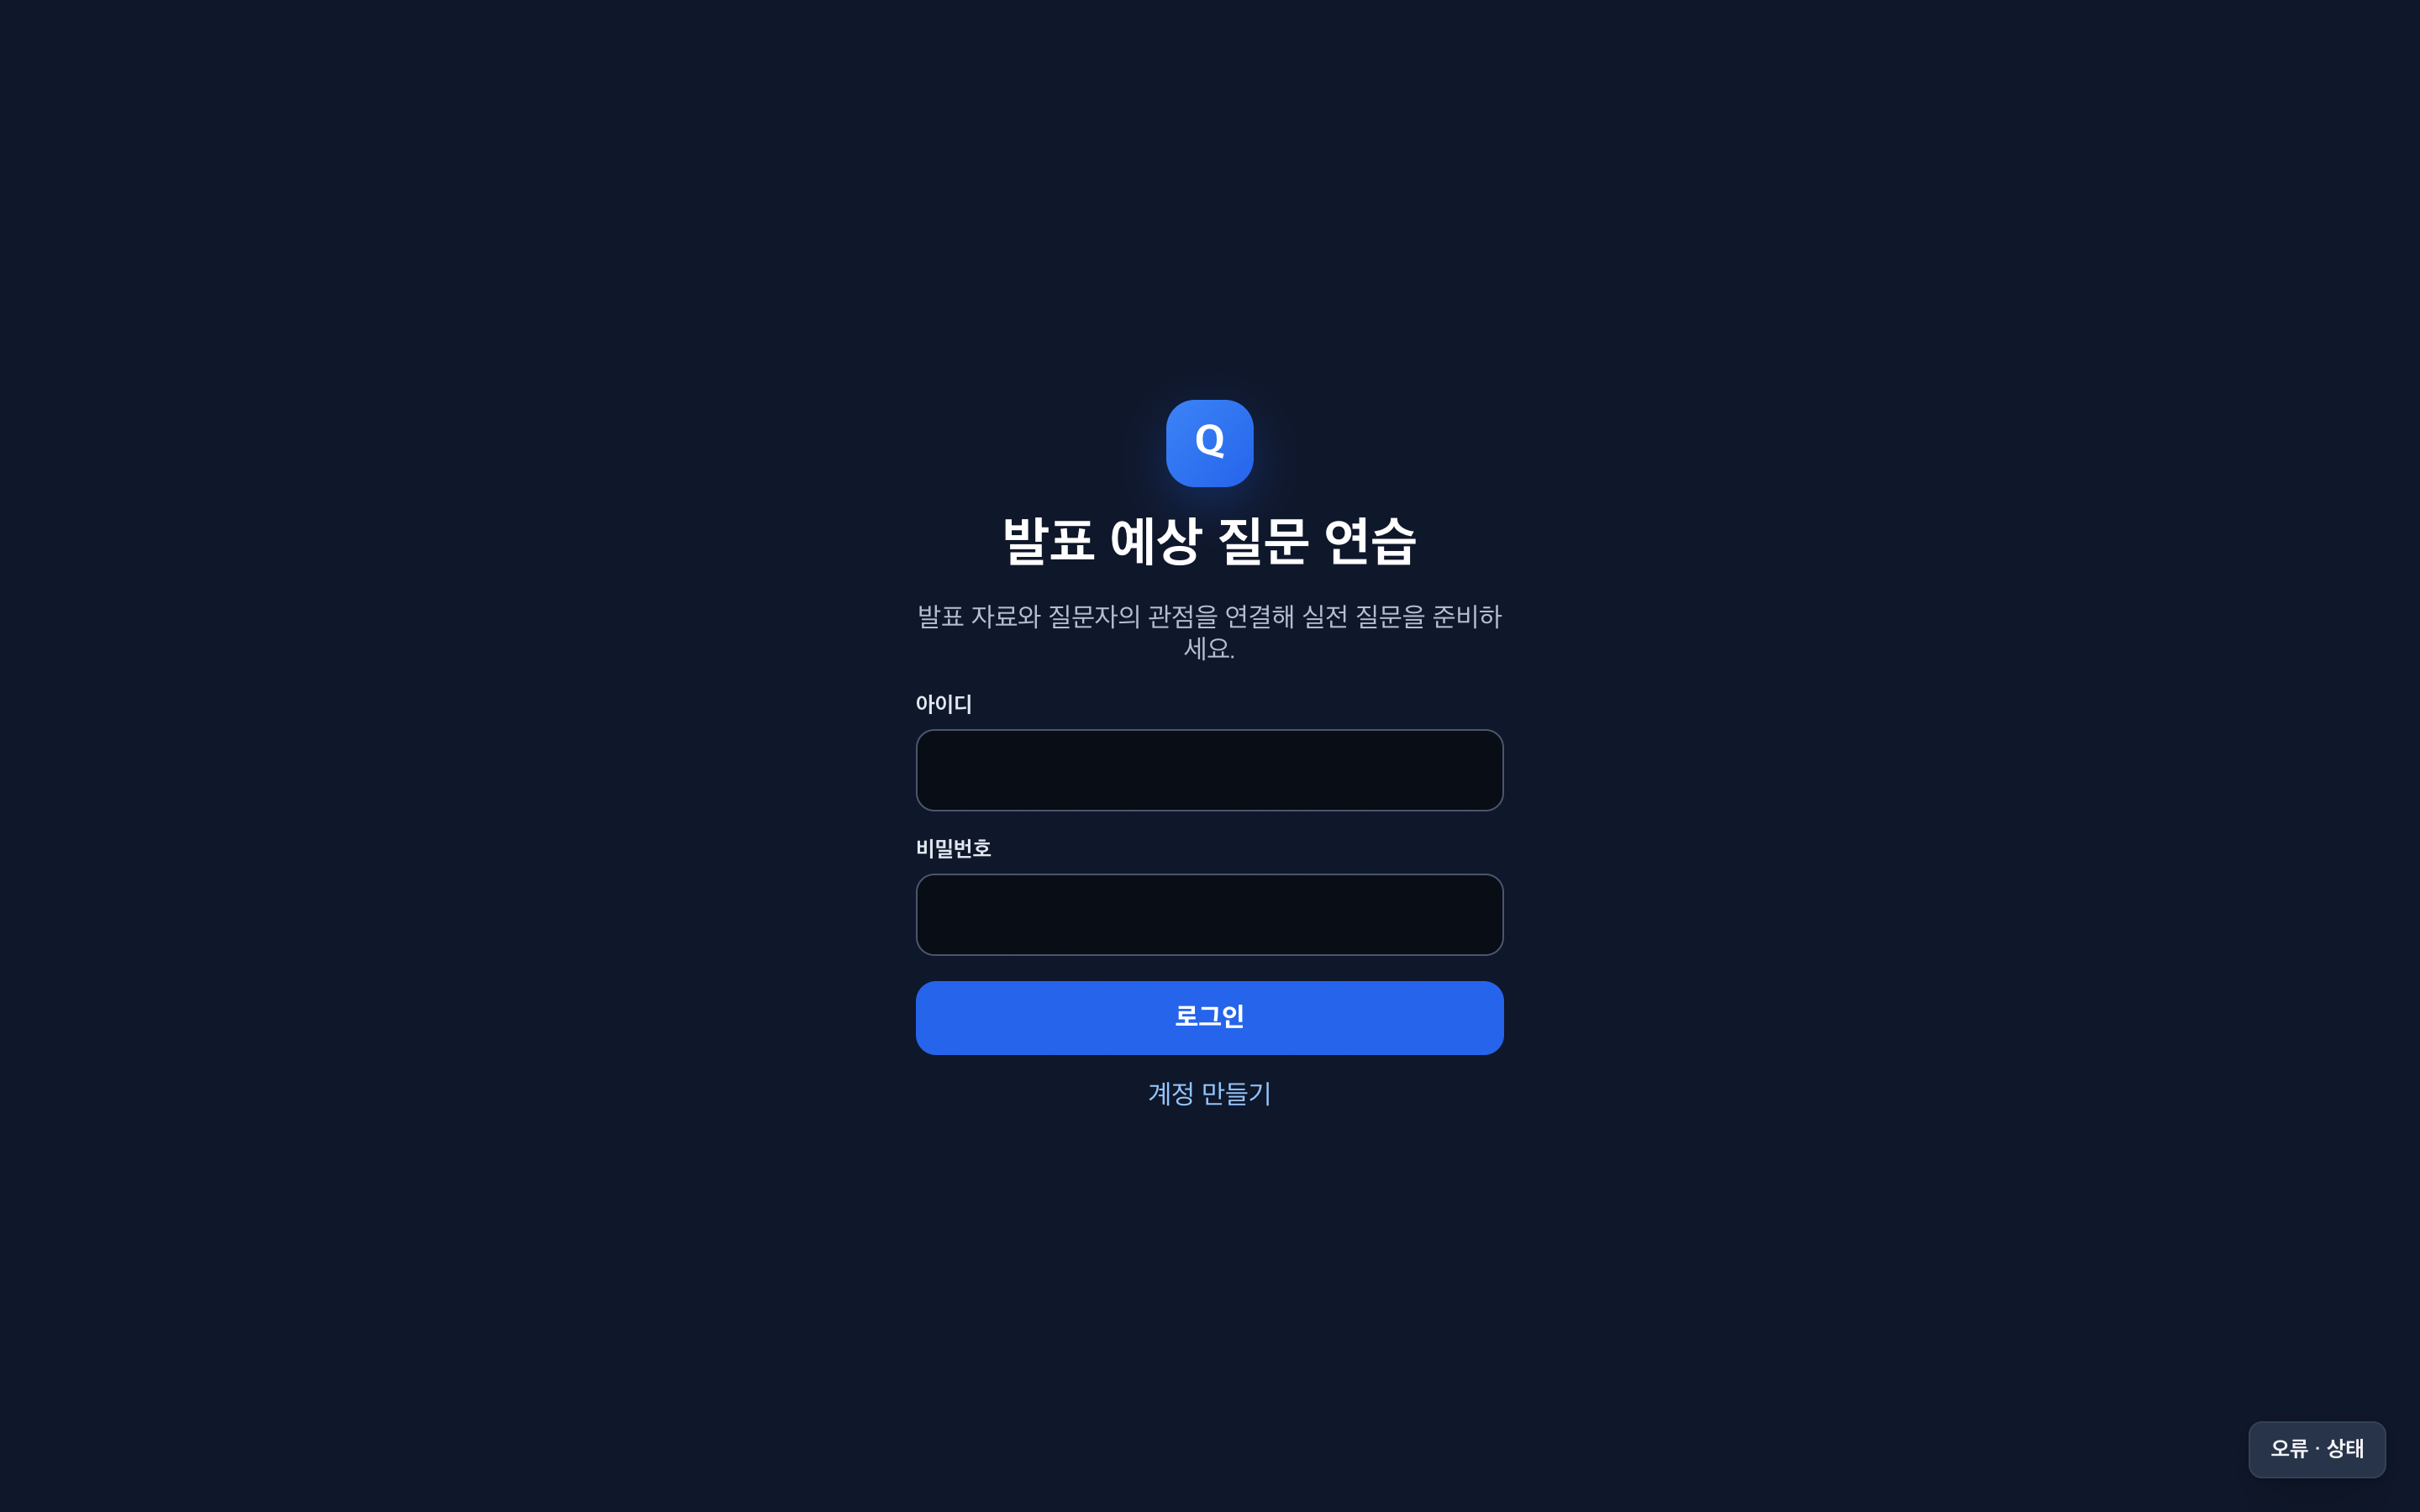 Q
발표 예상 질문 연습
발표 자료와 질문자의 관점을 연결해 실전 질문을 준비하
세요.
아이디
비밀번호
로그인
계정 만들기
오류 · 상태